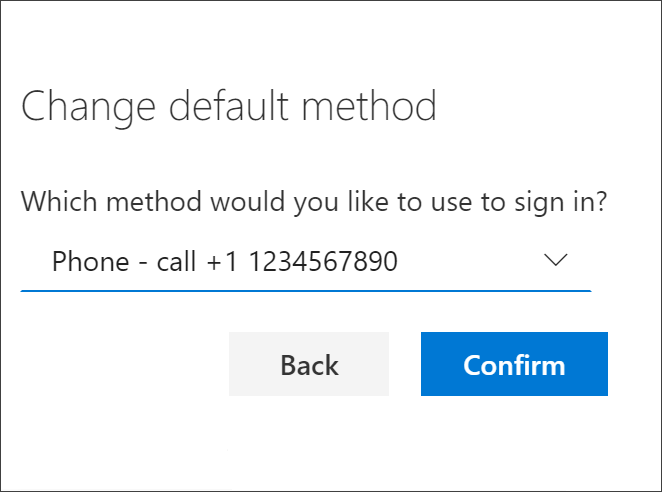 Change default method
Which method would you like to use to sign in?
Phone - call +1 1234567890
Back Confirm